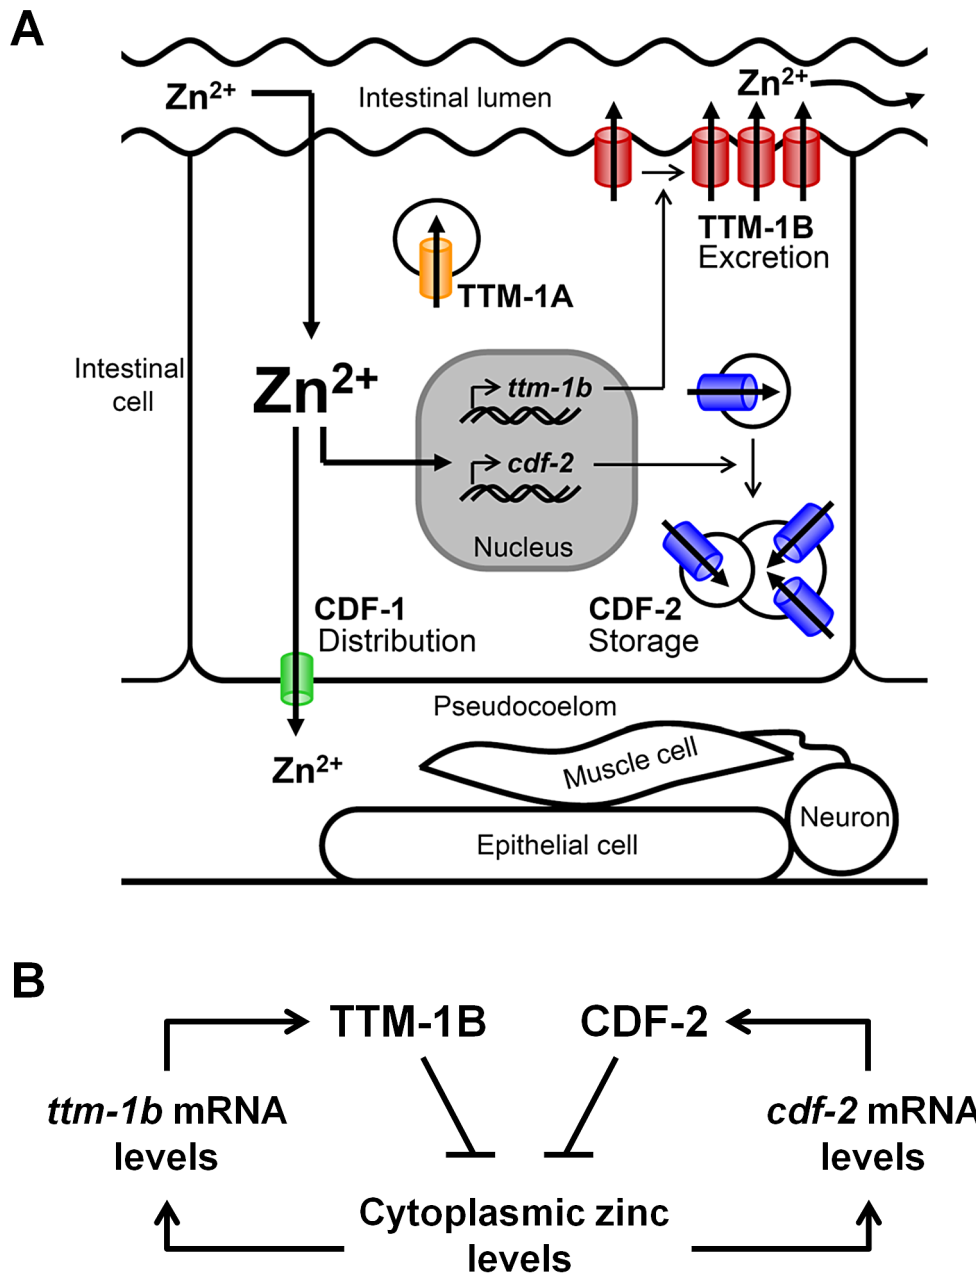 A
Zn2+
Intestinal lumen
Zn2+
TTM-1B
Excretion
TTM-1A
Intestinal
cell
Zn2+
ttm-1b
cdf-2
Nucleus
CDF-1
Distribution
CDF-2
Storage
Pseudocoelom
Zn2+
Muscle cell
Neuron
Epithelial cell
B
TTM-1B
CDF-2
ttm-1b mRNA
levels
cdf-2 mRNA
levels
Cytoplasmic zinc
levels